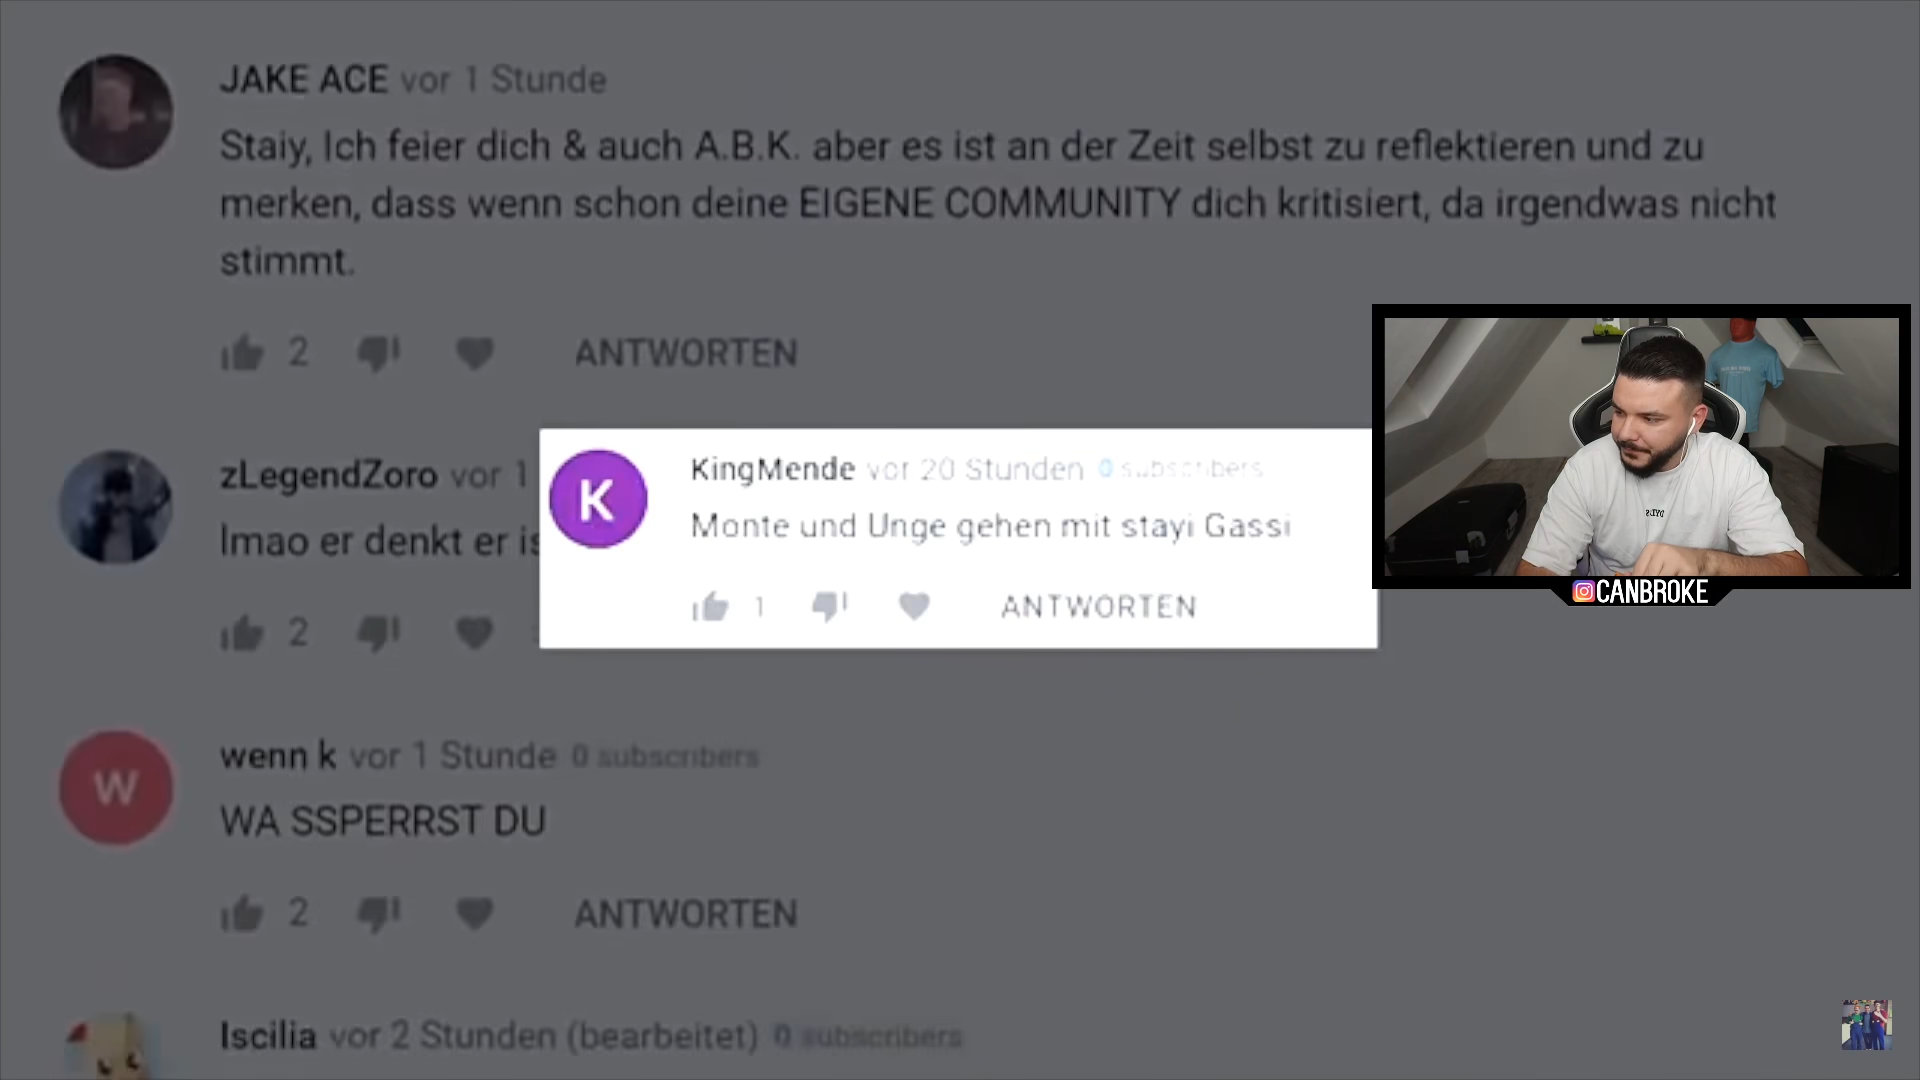 JAKE ACE vor 1 Stunde
Staiy, Ich feier dich & auch A.B.K. aber es ist an der Zeit selbst zu reflektieren und zu
merken, dass wenn schon deine EIGENE COMMUNITY dich kritisiert, da irgendwas nicht
stimmt.
2 ANTWORTEN
zLegendZoro vor 1
lmao er denkt er is
2
K
KingMende vor 20 Stunden 0 subscribers
Monte und Unge gehen mit stayi Gassi
1 ANTWORTEN
CANBROKE
W
wenn k vor 1 Stunde 0 subscribers
WA SSPERRST DU
2 ANTWORTEN
Iscilia vor 2 Stunden (bearbeitet) 0 subscribers